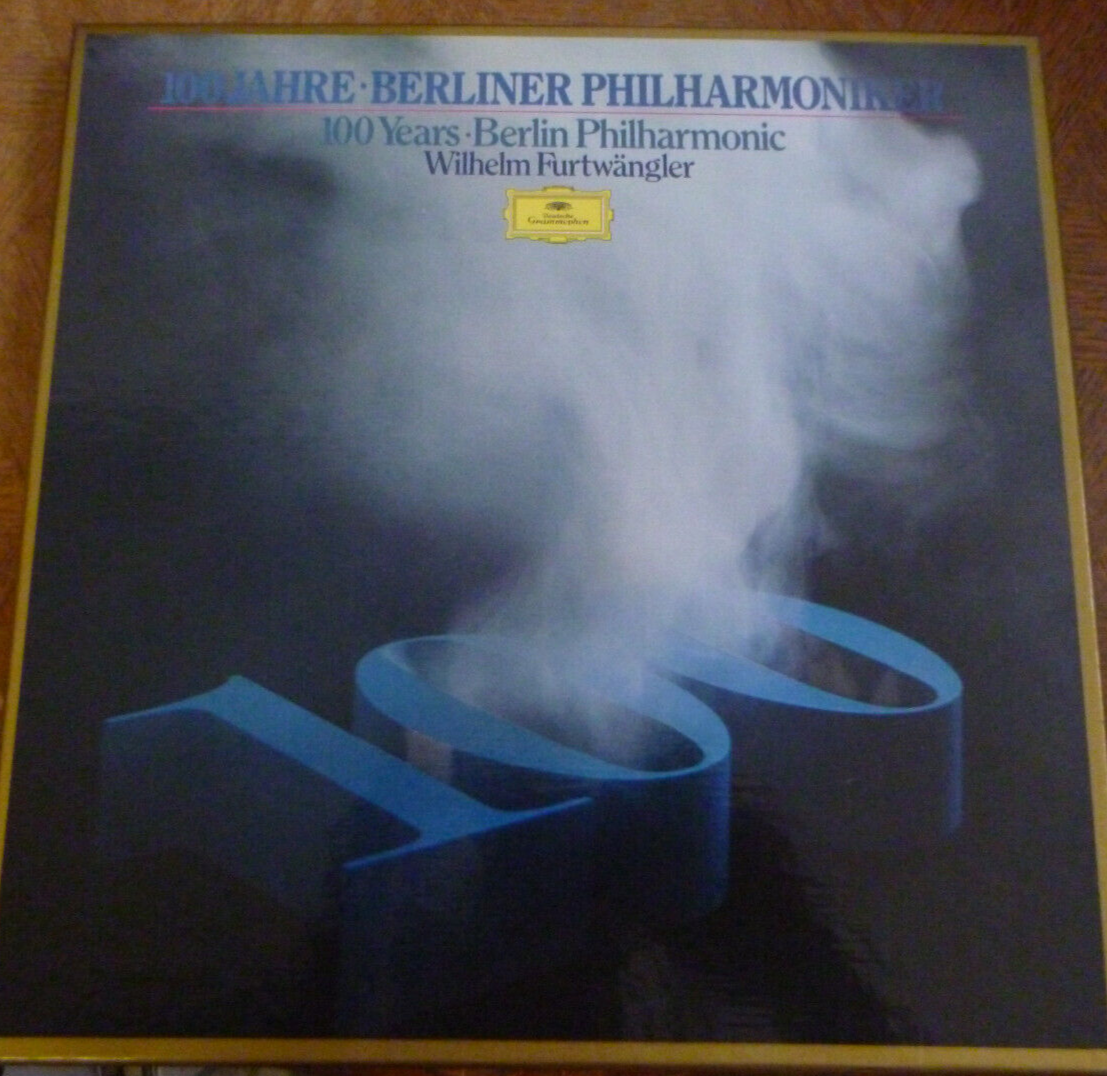 100 JAHRE · BERLINER PHILHARMONIKER
100 Years · Berlin Philharmonic
Wilhelm Furtwängler
Deutsche
Grammophon
100